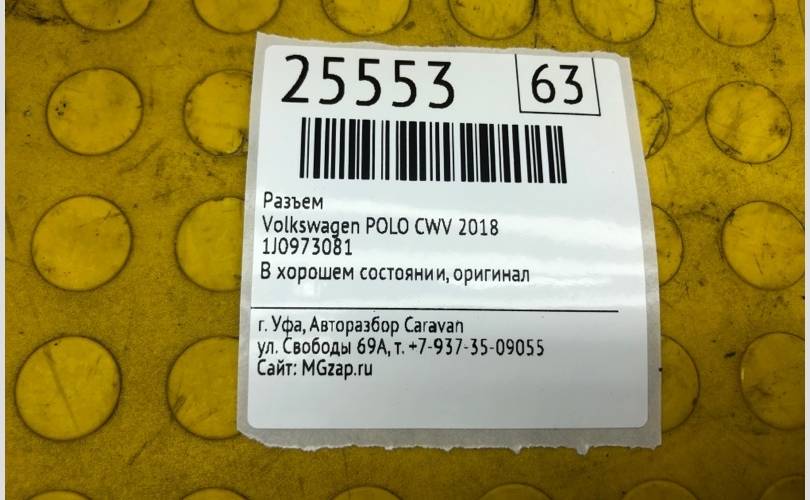 25553 63
Разъем
Volkswagen POLO CWV 2018
1J0973081
В хорошем состоянии, оригинал
г. Уфа, Авторазбор Caravan
ул. Свободы 69А, т. +7-937-35-09055
Сайт: MGzap.ru